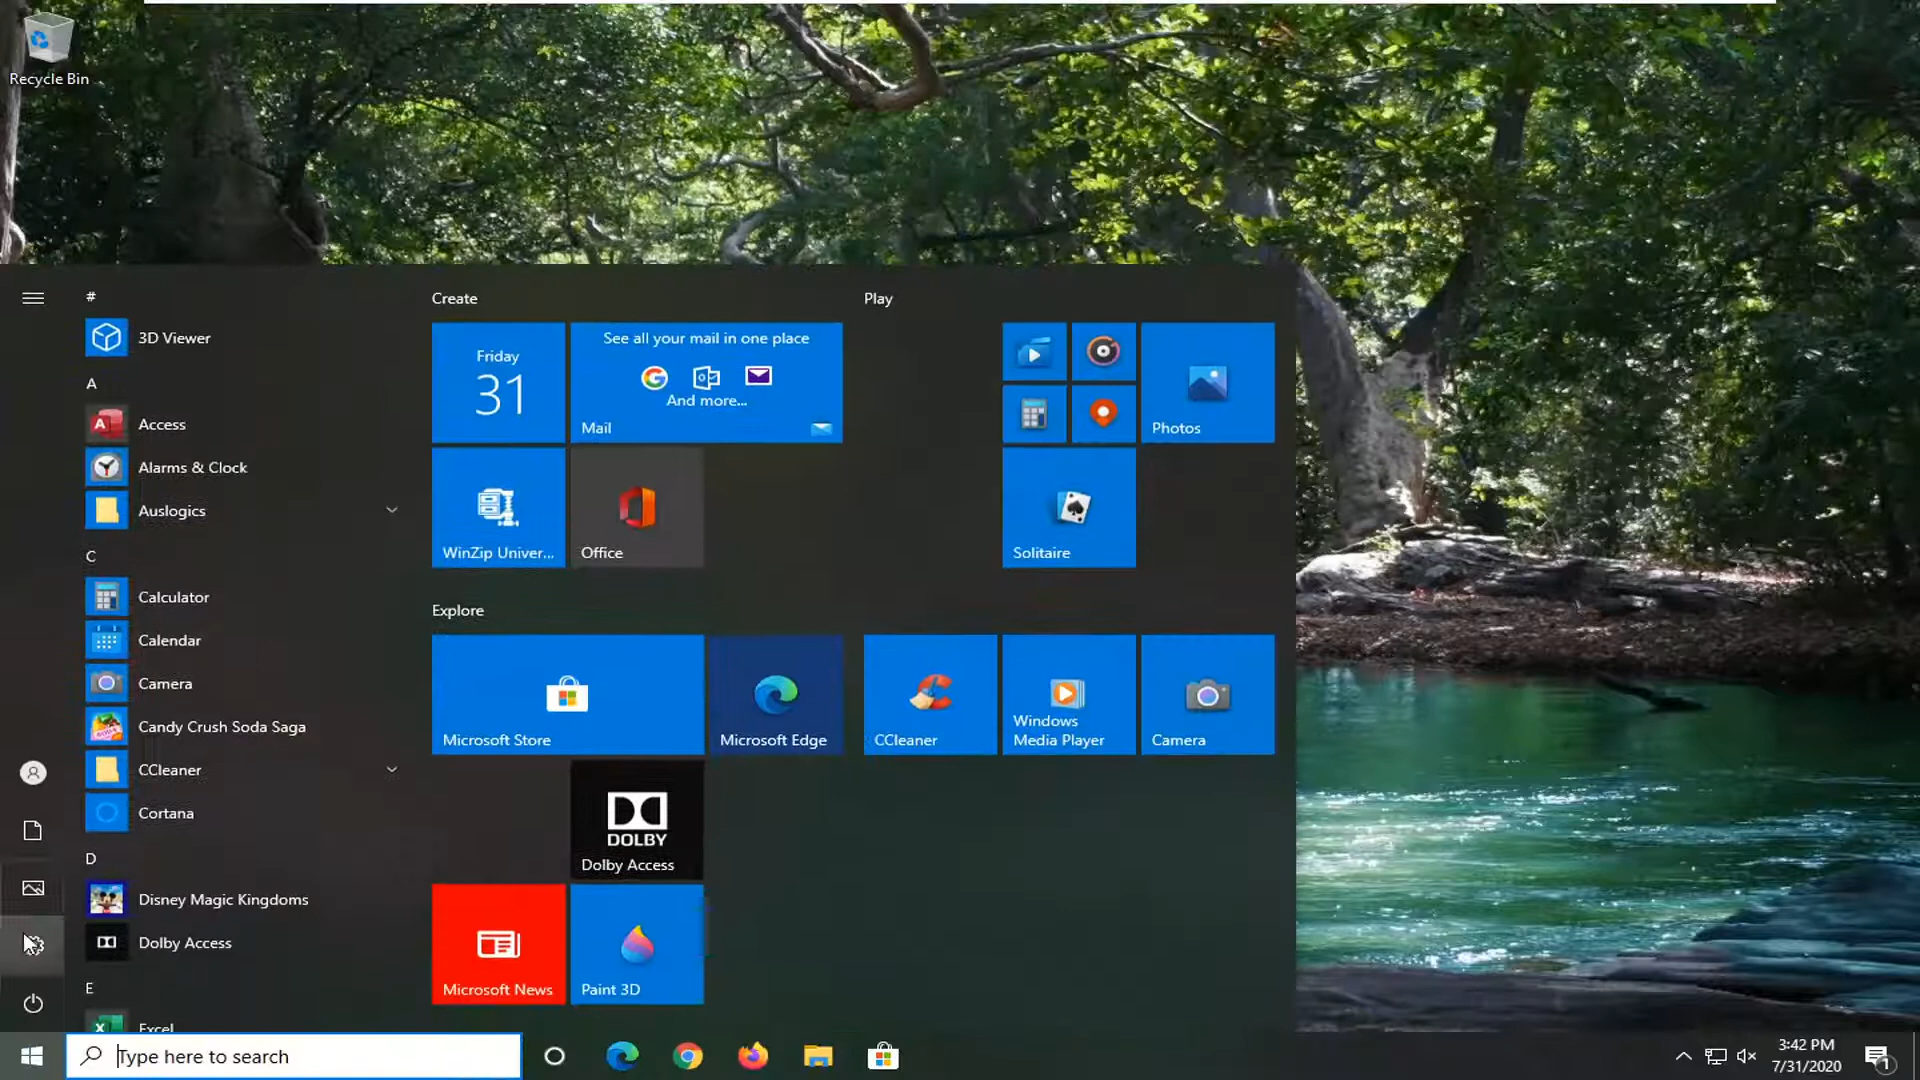 Recycle Bin
#
3D Viewer
A
Access
Alarms & Clock
Auslogics
C
Calculator
Calendar
Camera
Candy Crush Soda Saga
CCleaner
Cortana
D
Disney Magic Kingdoms
Dolby Access
E
Excel
Create
Friday
31
See all your mail in one place
And more...
Mail
WinZip Univer...
Office
Play
Photos
Solitaire
Explore
Microsoft Store
Microsoft Edge
CCleaner
Windows
Media Player
Camera
DOLBY
Dolby Access
Microsoft News
Paint 3D
Type here to search
3:42 PM
7/31/2020
1